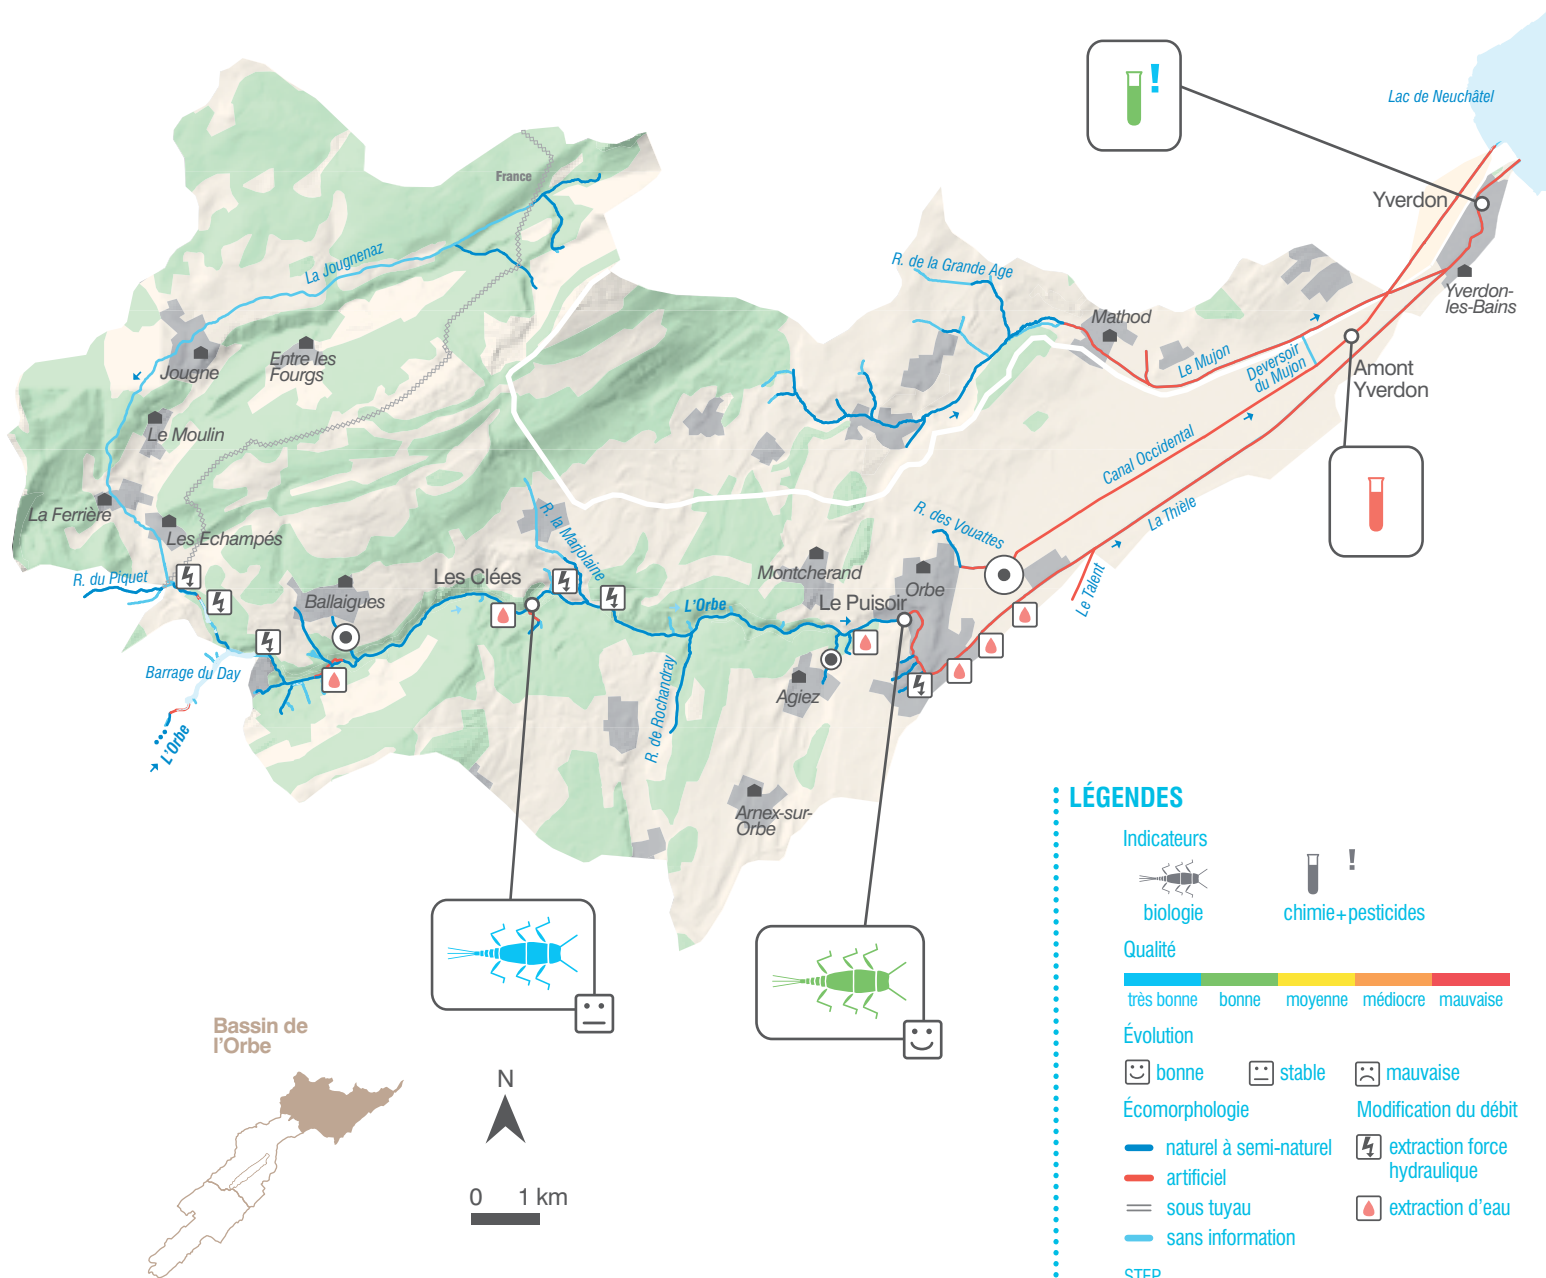 Lac de Neuchâtel
France
Yverdon
La Jougnenaz
R. de la Grande Age
Yverdon-
les-Bains
Mathod
Entre les
Fourgs
Jougne
Le Mujon
Deversoir
du Mujon
Amont
Yverdon
Le Moulin
Canal Occidental
La Ferrière
R. la Marjolaine
R. des Vouattes
La Thièle
Les Echampés
R. du Piquet
Les Clées
Montcherand
Orbe
Ballaigues
L'Orbe
Le Puisoir
Le Talent
Barrage du Day
Agiez
R. de Rochandray
L'Orbe
Arnex-sur-
Orbe
LÉGENDES
Indicateurs
!
biologie
chimie+pesticides
Qualité
très bonne
bonne
moyenne
médiocre
mauvaise
Bassin de
l'Orbe
Évolution
bonne
stable
mauvaise
N
Écomorphologie
Modification du débit
naturel à semi-naturel
extraction force
hydraulique
artificiel
0 1 km
sous tuyau
extraction d'eau
sans information
STEP